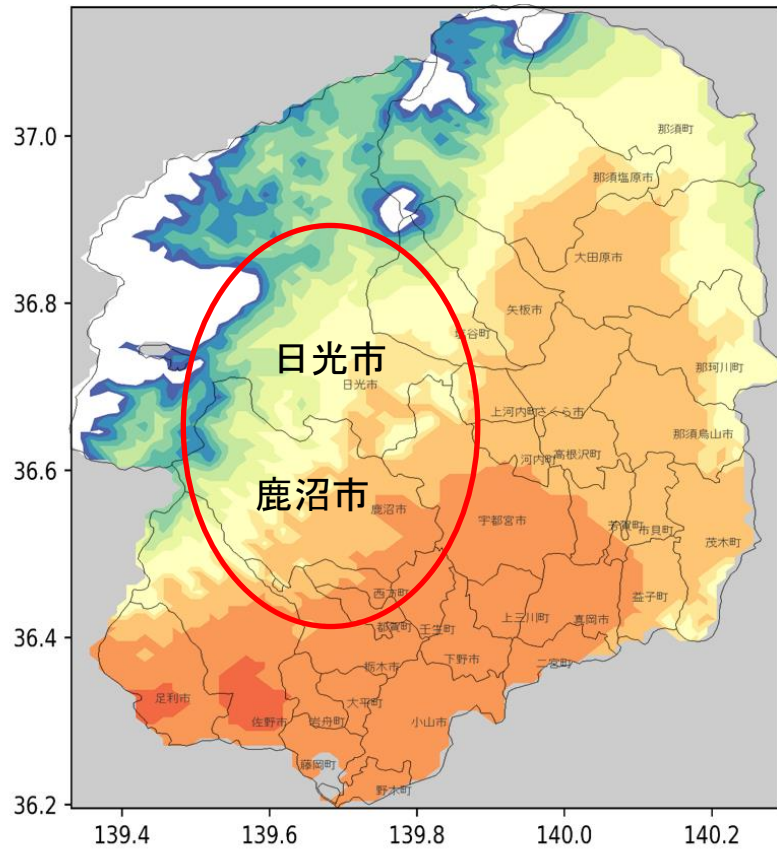 37.0
36.8
36.6
36.4
36.2
139.4
139.6
139.8
140.0
140.2
那須町
那須塩原市
大田原市
矢板市
塩谷町
日光市
日光市
那珂川町
上河内町
さくら市
那須烏山市
河内町
高根沢町
鹿沼市
鹿沼市
宇都宮市
芳賀町
市貝町
茂木町
西方町
益子町
都賀町
壬生町
上三川町
真岡市
栃木市
下野市
二宮町
足利市
佐野市
岩舟町
大平町
小山市
藤岡町
野木町